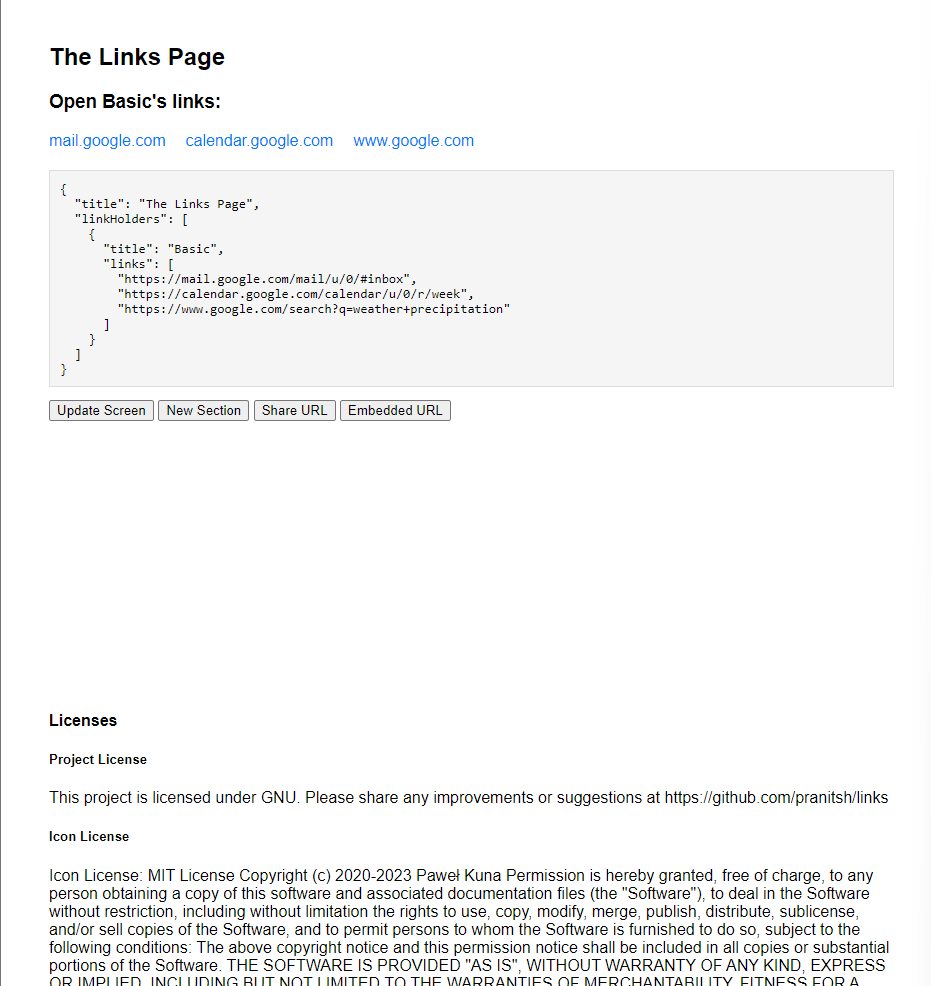 The Links Page
Open Basic's links:
mail.google.com calendar.google.com www.google.com
{
  "title": "The Links Page",
  "linkHolders": [
    {
      "title": "Basic",
      "links": [
        "https://mail.google.com/mail/u/0/#inbox",
        "https://calendar.google.com/calendar/u/0/r/week",
        "https://www.google.com/search?q=weather+precipitation"
      ]
    }
  ]
}
Update Screen New Section Share URL Embedded URL
Licenses
Project License
This project is licensed under GNU. Please share any improvements or suggestions at https://github.com/pranitsh/links
Icon License
Icon License: MIT License Copyright (c) 2020-2023 Paweł Kuna Permission is hereby granted, free of charge, to any
person obtaining a copy of this software and associated documentation files (the "Software"), to deal in the Software
without restriction, including without limitation the rights to use, copy, modify, merge, publish, distribute, sublicense,
and/or sell copies of the Software, and to permit persons to whom the Software is furnished to do so, subject to the
following conditions: The above copyright notice and this permission notice shall be included in all copies or substantial
portions of the Software. THE SOFTWARE IS PROVIDED "AS IS", WITHOUT WARRANTY OF ANY KIND, EXPRESS
OR IMPLIED, INCLUDING BUT NOT LIMITED TO THE WARRANTIES OF MERCHANTABILITY, FITNESS FOR A